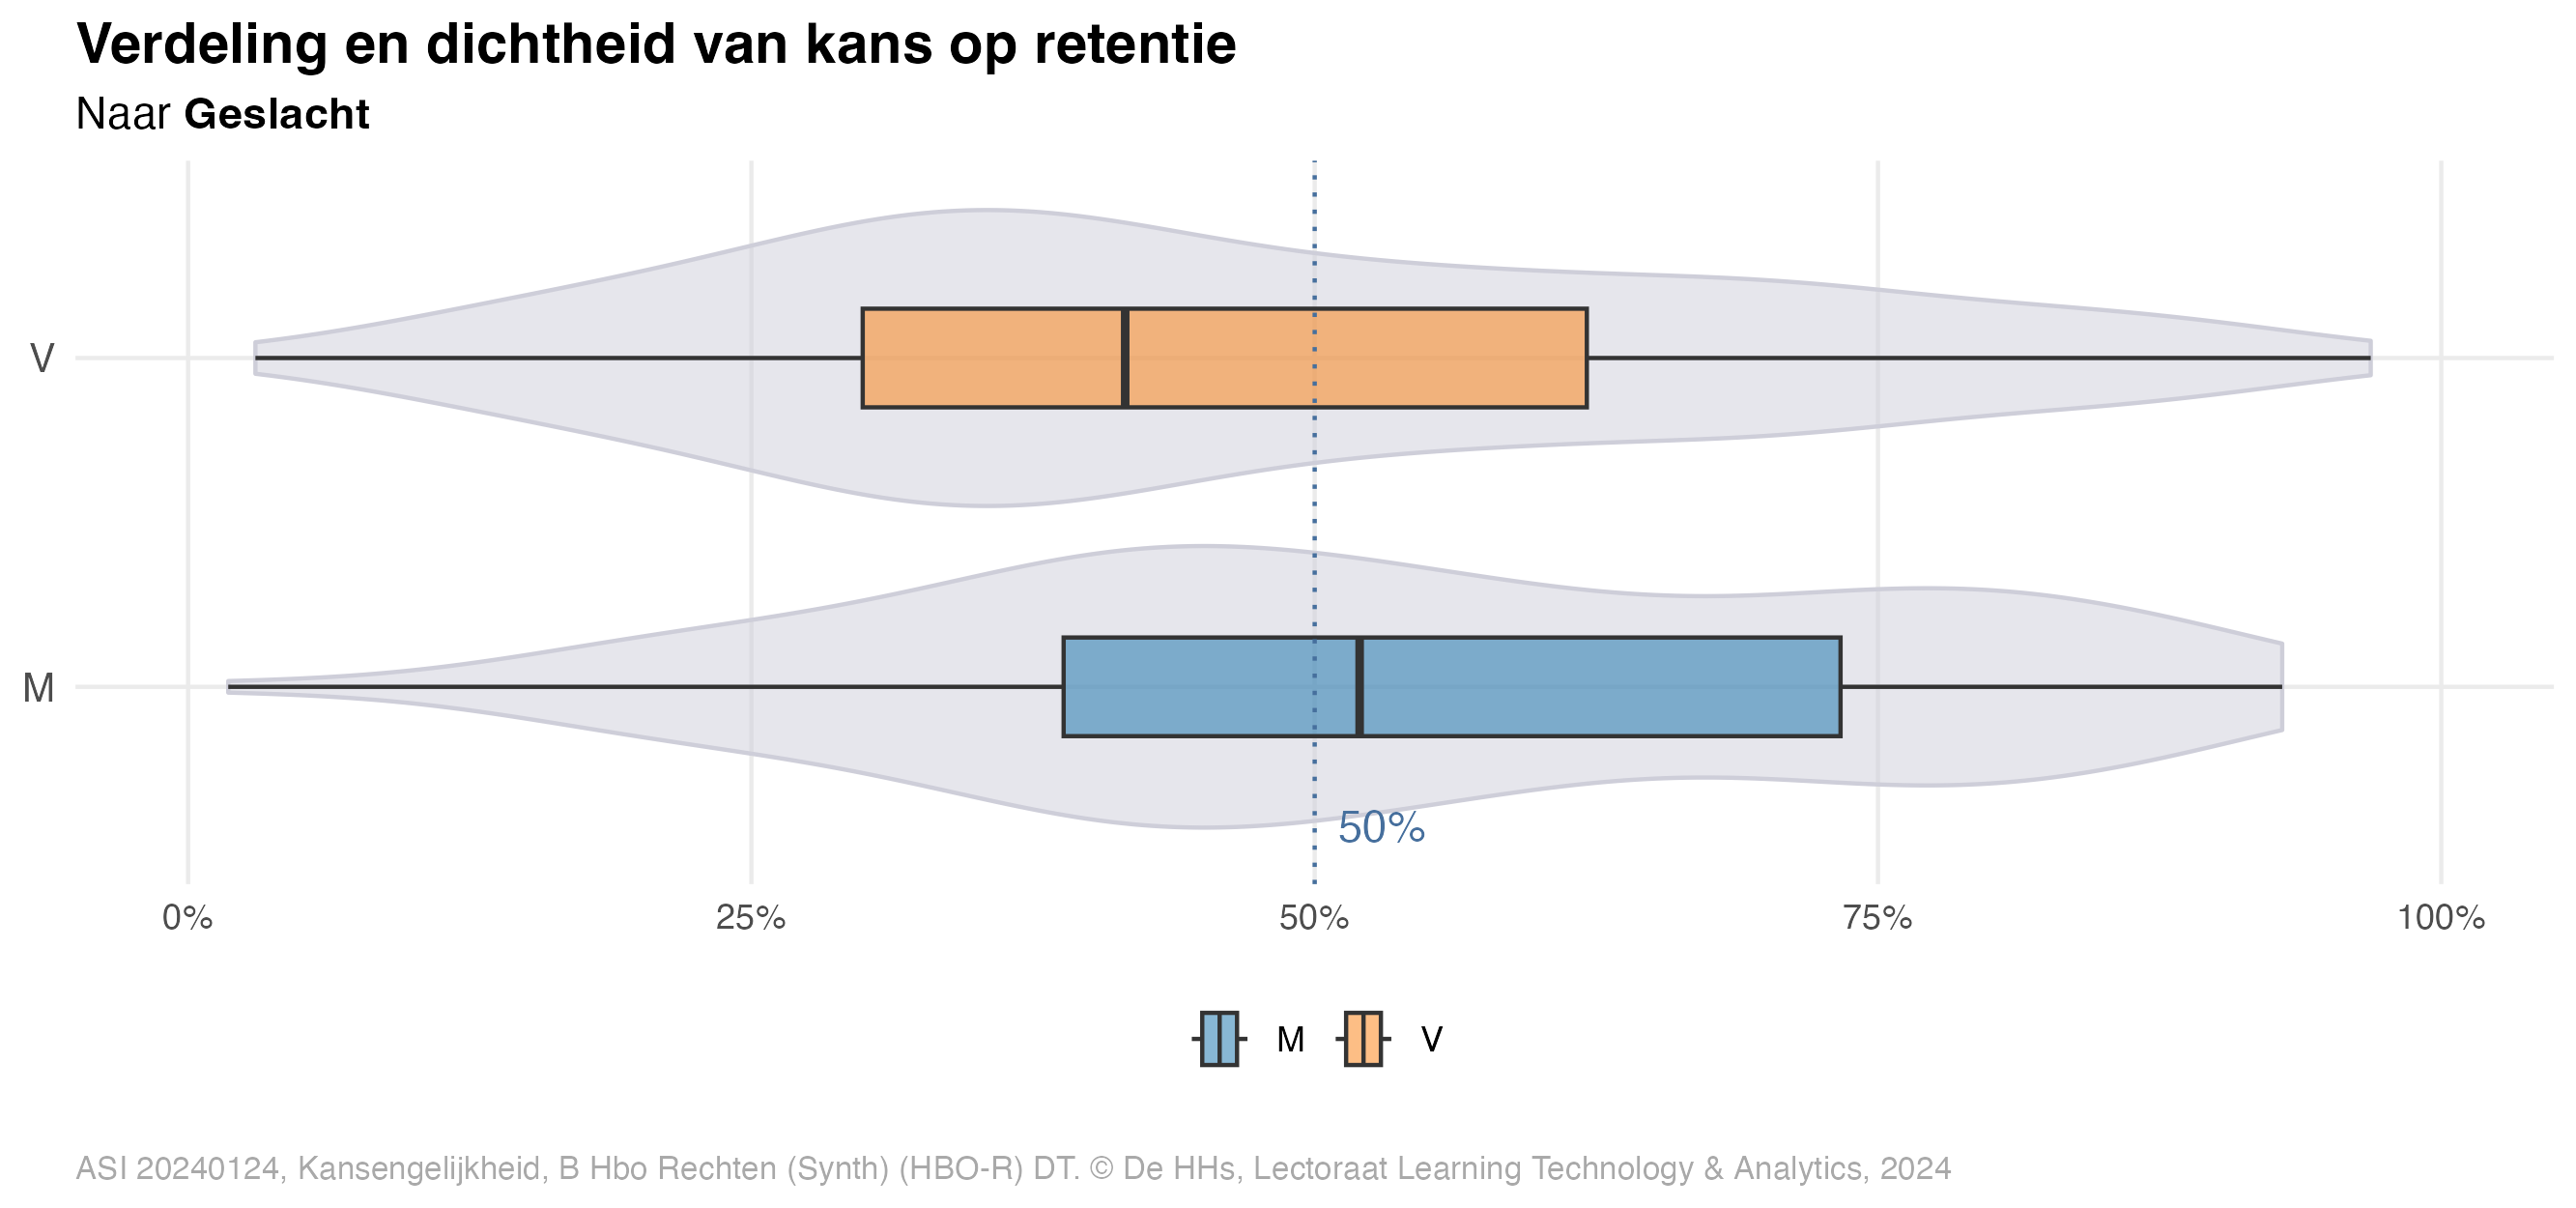 Verdeling en dichtheid van kans op retentie
Naar Geslacht
V
M
50%
0% 25% 50% 75% 100%
M V
ASI 20240124, Kansengelijkheid, B Hbo Rechten (Synth) (HBO-R) DT. © De HHs, Lectoraat Learning Technology & Analytics, 2024